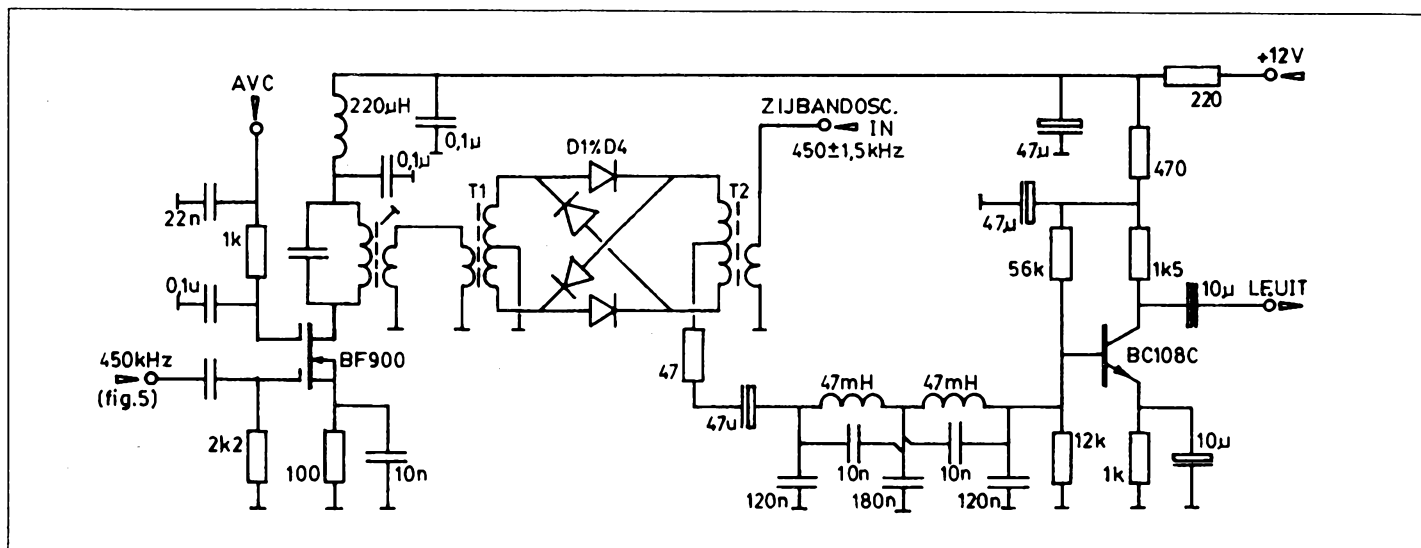 +12V
AVC
220µH
ZIJBANDOSC.
IN
220
0,1µ
D1%D4
450±1,5kHz
47µ
470
0,1µ
T1
T2
22n
47µ
1k
56k
1k5
10µ
LF.UIT
0,1u
BF900
BC108C
450kHz
(fig.5)
47
47mH
47mH
47u
2k2
100
10n
10n
10n
12k
1k
10µ
120n
180n
120n